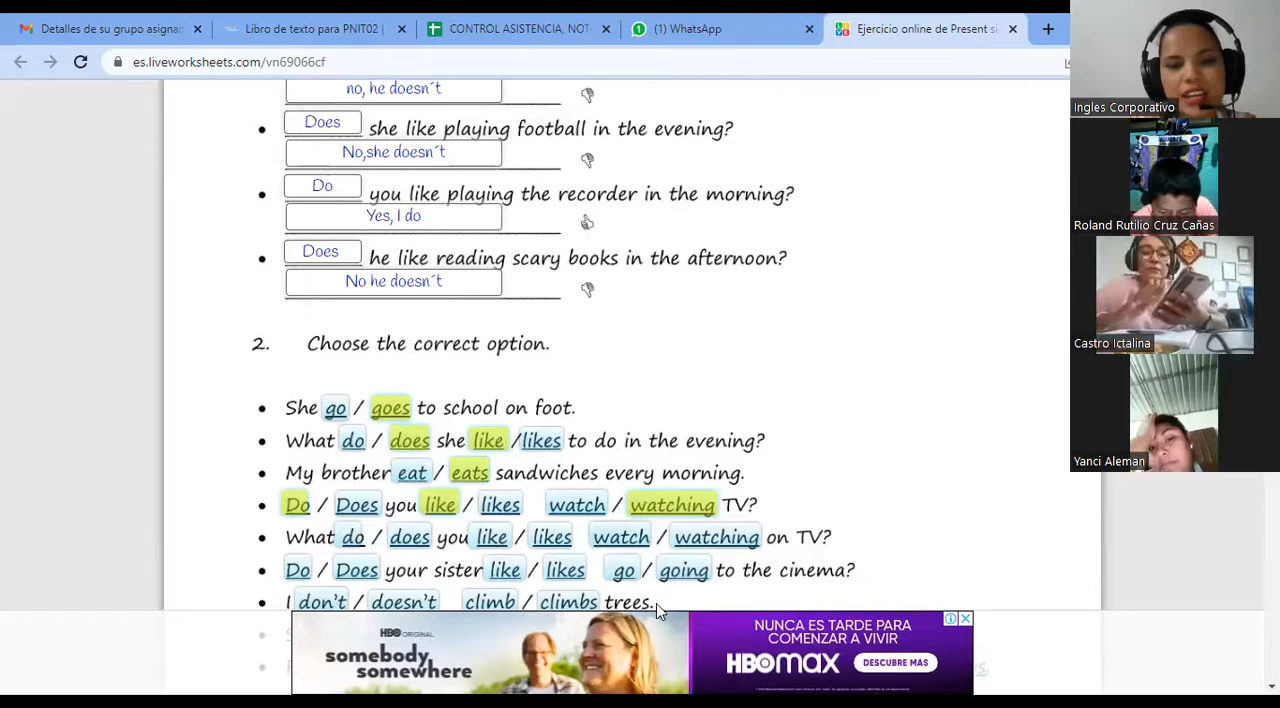 Detalles de su grupo asignad
Libro de texto para PNIT02 |
CONTROL ASISTENCIA, NOT
(1) WhatsApp
Ejercicio online de Present si
es.liveworksheets.com/vn69066cf
no, he doesn´t
Does she like playing football in the evening?
No,she doesn´t
Do you like playing the recorder in the morning?
Yes, I do
Does he like reading scary books in the afternoon?
No he doesn´t
2. Choose the correct option.
She go / goes to school on foot.
What do / does she like /likes to do in the evening?
My brother eat / eats sandwiches every morning.
Do / Does you like / likes watch / watching TV?
What do / does you like / likes watch / watching on TV?
Do / Does your sister like / likes go / going to the cinema?
I don't / doesn't climb / climbs trees.
HBO ORIGINAL
somebody
somewhere
NUNCA ES TARDE PARA
COMENZAR A VIVIR
HBOmax
DESCUBRE MÁS
Ingles Corporativo
Roland Rutilio Cruz Cañas
Castro Ictalina
Yanci Aleman